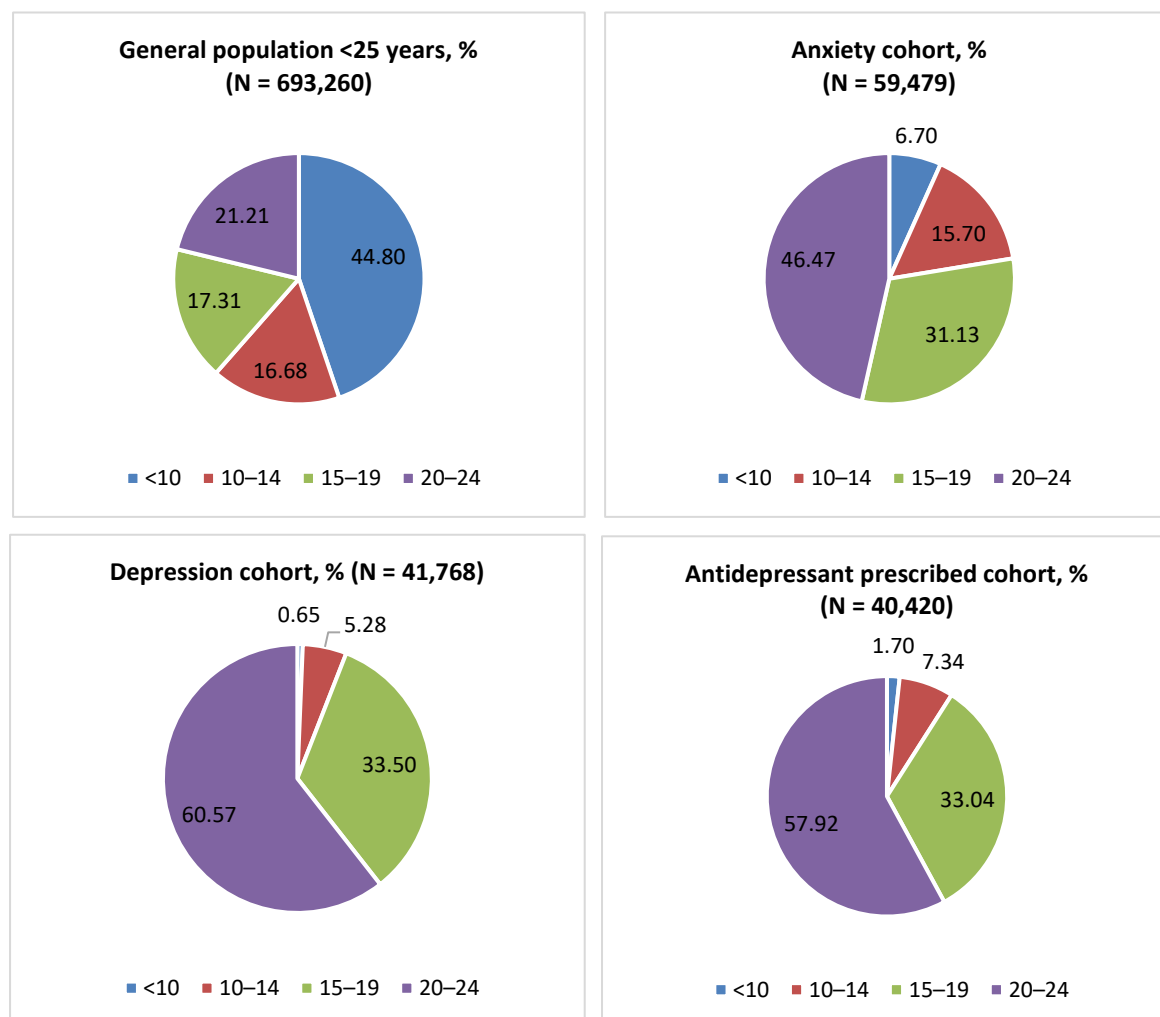 General population <25 years, %
(N = 693,260)
44.80
16.68
17.31
21.21
<10 10–14 15–19 20–24
Anxiety cohort, %
(N = 59,479)
6.70
15.70
31.13
46.47
<10 10–14 15–19 20–24
Depression cohort, % (N = 41,768)
0.65
5.28
33.50
60.57
<10 10–14 15–19 20–24
Antidepressant prescribed cohort, %
(N = 40,420)
1.70
7.34
33.04
57.92
<10 10–14 15–19 20–24